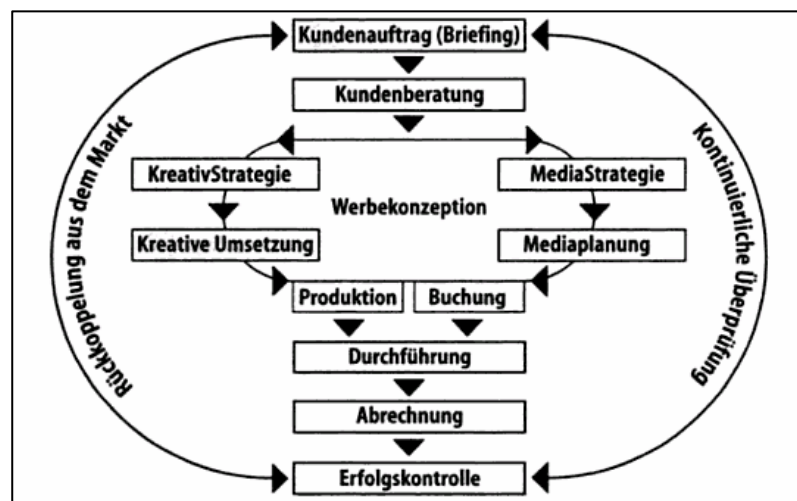 Kundenauftrag (Briefing)
Kundenberatung
KreativStrategie
MediaStrategie
Werbekonzeption
Kreative Umsetzung
Mediaplanung
Produktion
Buchung
Durchführung
Abrechnung
Erfolgskontrolle
Rückkoppelung aus dem Markt
Kontinuierliche Überprüfung